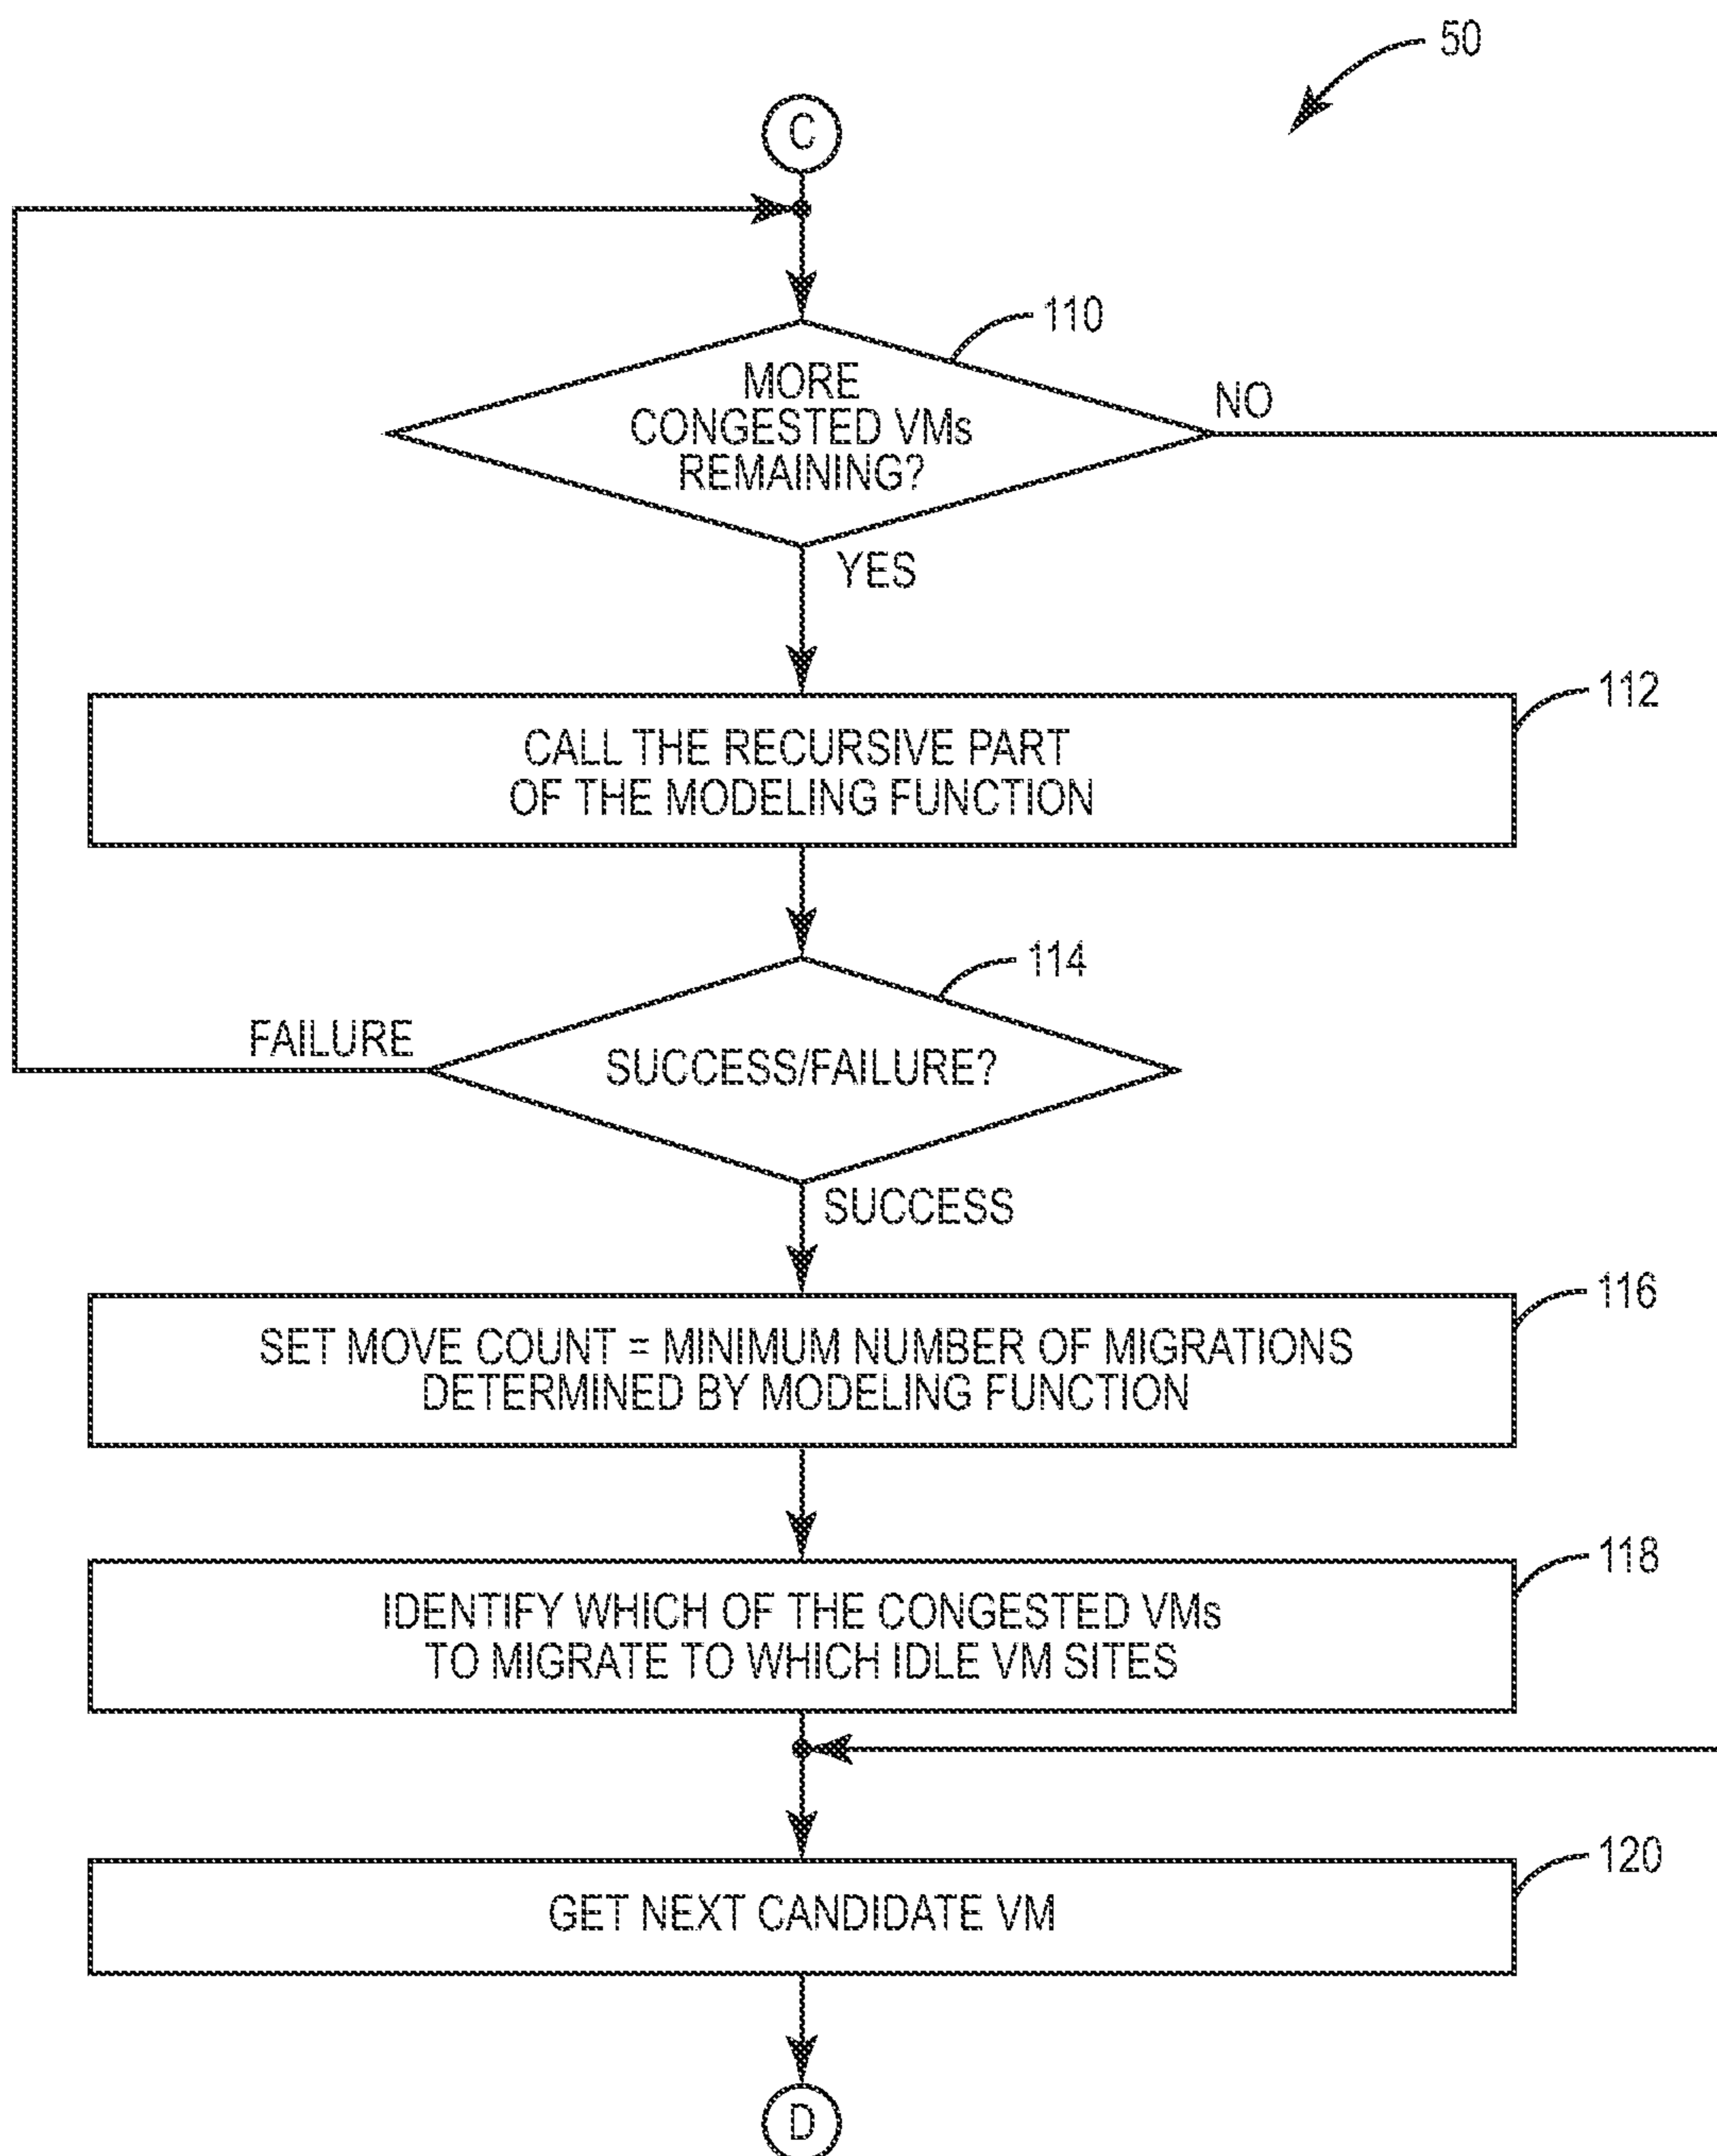 50
C
110
MORE
CONGESTED VMs
REMAINING?
NO
YES
112
CALL THE RECURSIVE PART
OF THE MODELING FUNCTION
114
FAILURE
SUCCESS/FAILURE?
SUCCESS
116
SET MOVE COUNT = MINIMUM NUMBER OF MIGRATIONS
DETERMINED BY MODELING FUNCTION
118
IDENTIFY WHICH OF THE CONGESTED VMs
TO MIGRATE TO WHICH IDLE VM SITES
120
GET NEXT CANDIDATE VM
D